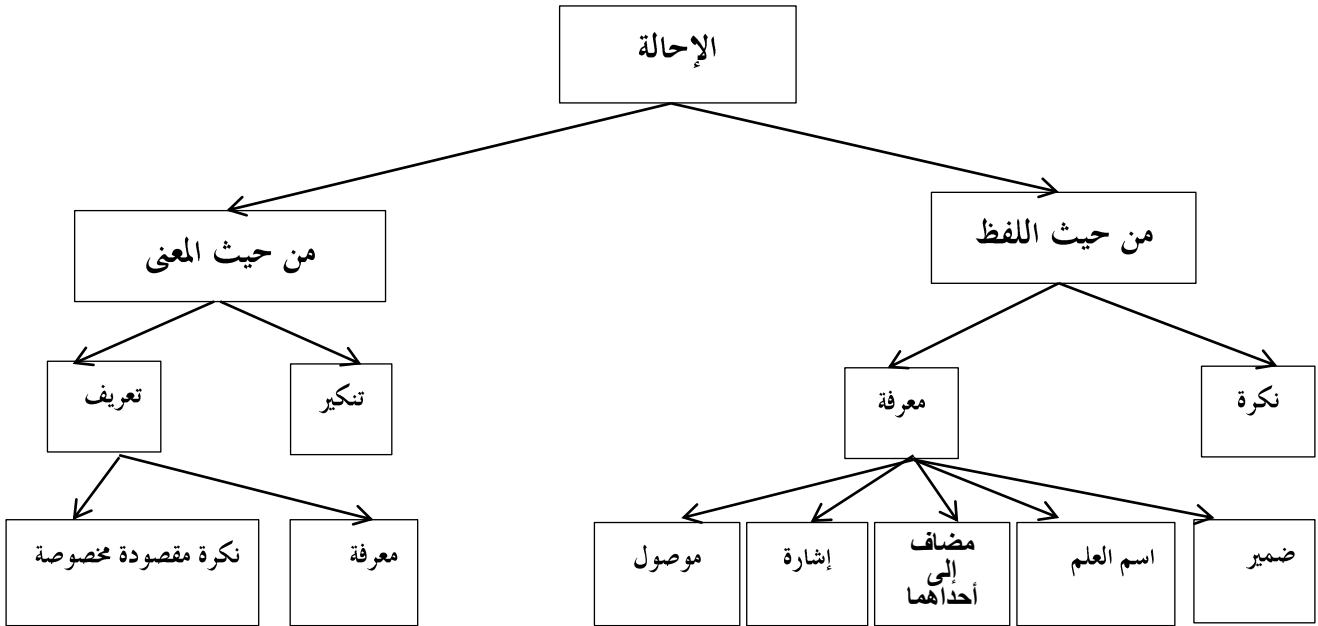 الإحالة
من حيث اللفظ
من حيث المعنى
نكرة
معرفة
تنكير
تعريف
ضمير
اسم العلم
مضاف
إلى
أحداهما
إشارة
موصول
معرفة
نكرة مقصودة مخصوصة